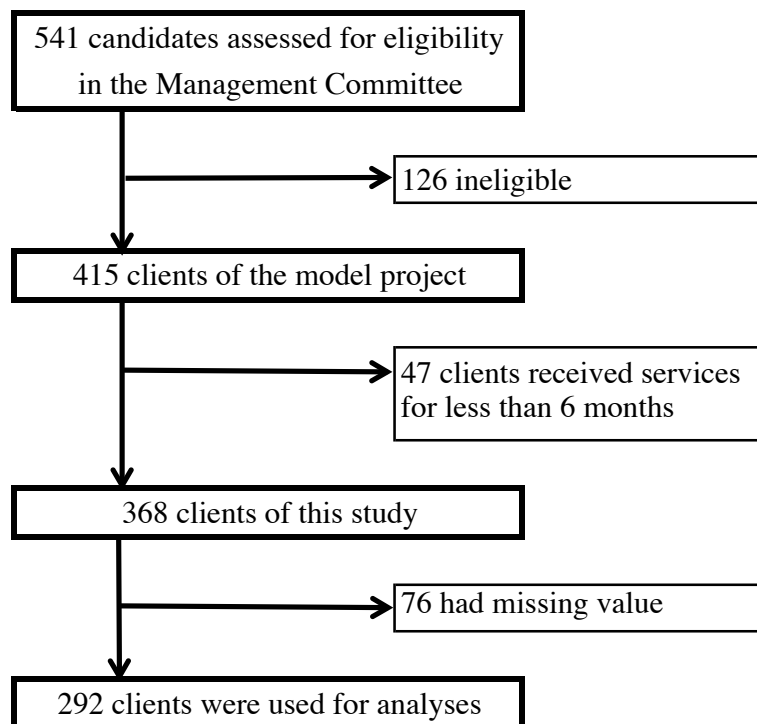 541 candidates assessed for eligibility
in the Management Committee
126 ineligible
415 clients of the model project
47 clients received services
for less than 6 months
368 clients of this study
76 had missing value
292 clients were used for analyses